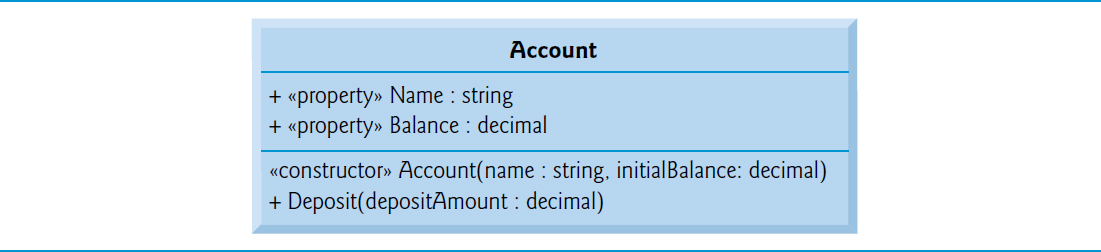 Account
+ «property» Name : string
+ «property» Balance : decimal
«constructor» Account(name : string, initialBalance: decimal)
+ Deposit(depositAmount : decimal)